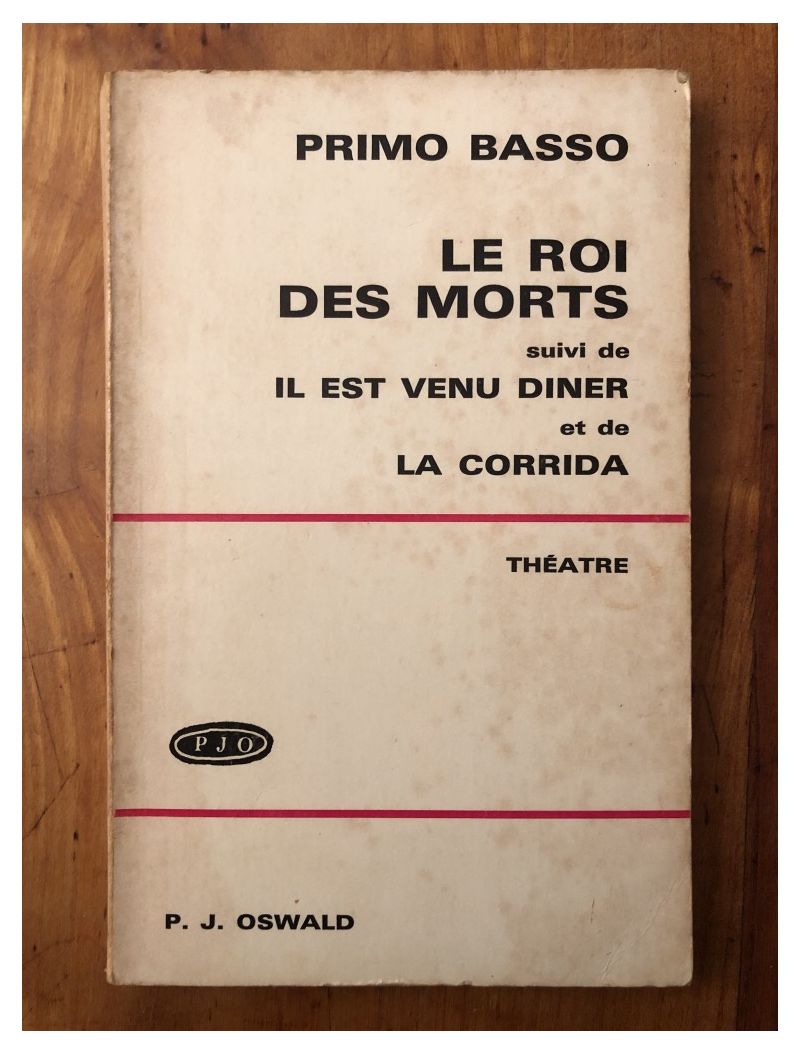 PRIMO BASSO
LE ROI
DES MORTS
suivi de
IL EST VENU DINER
et de
LA CORRIDA
THÉATRE
PJO
P. J. OSWALD